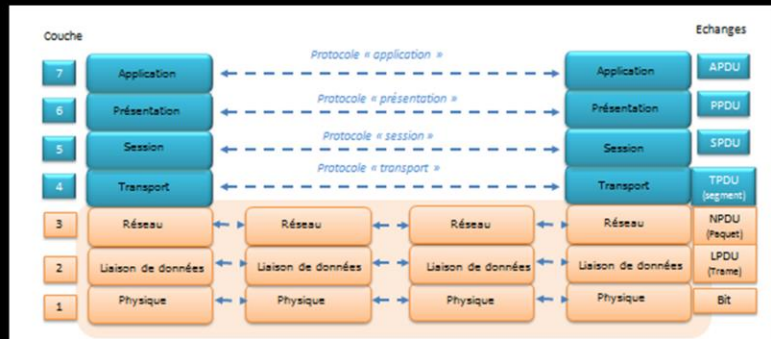 Couche
Echanges
Protocole « application »
7 Application Application APDU
Protocole « présentation »
6 Présentation Présentation PPDU
Protocole « session »
5 Session Session SPDU
Protocole « transport »
4 Transport Transport TPDU
(segment)
3 Réseau Réseau Réseau Réseau NPDU
(Paquet)
2 Liaison de données Liaison de données Liaison de données Liaison de données LPDU
(Trame)
1 Physique Physique Physique Physique Bit